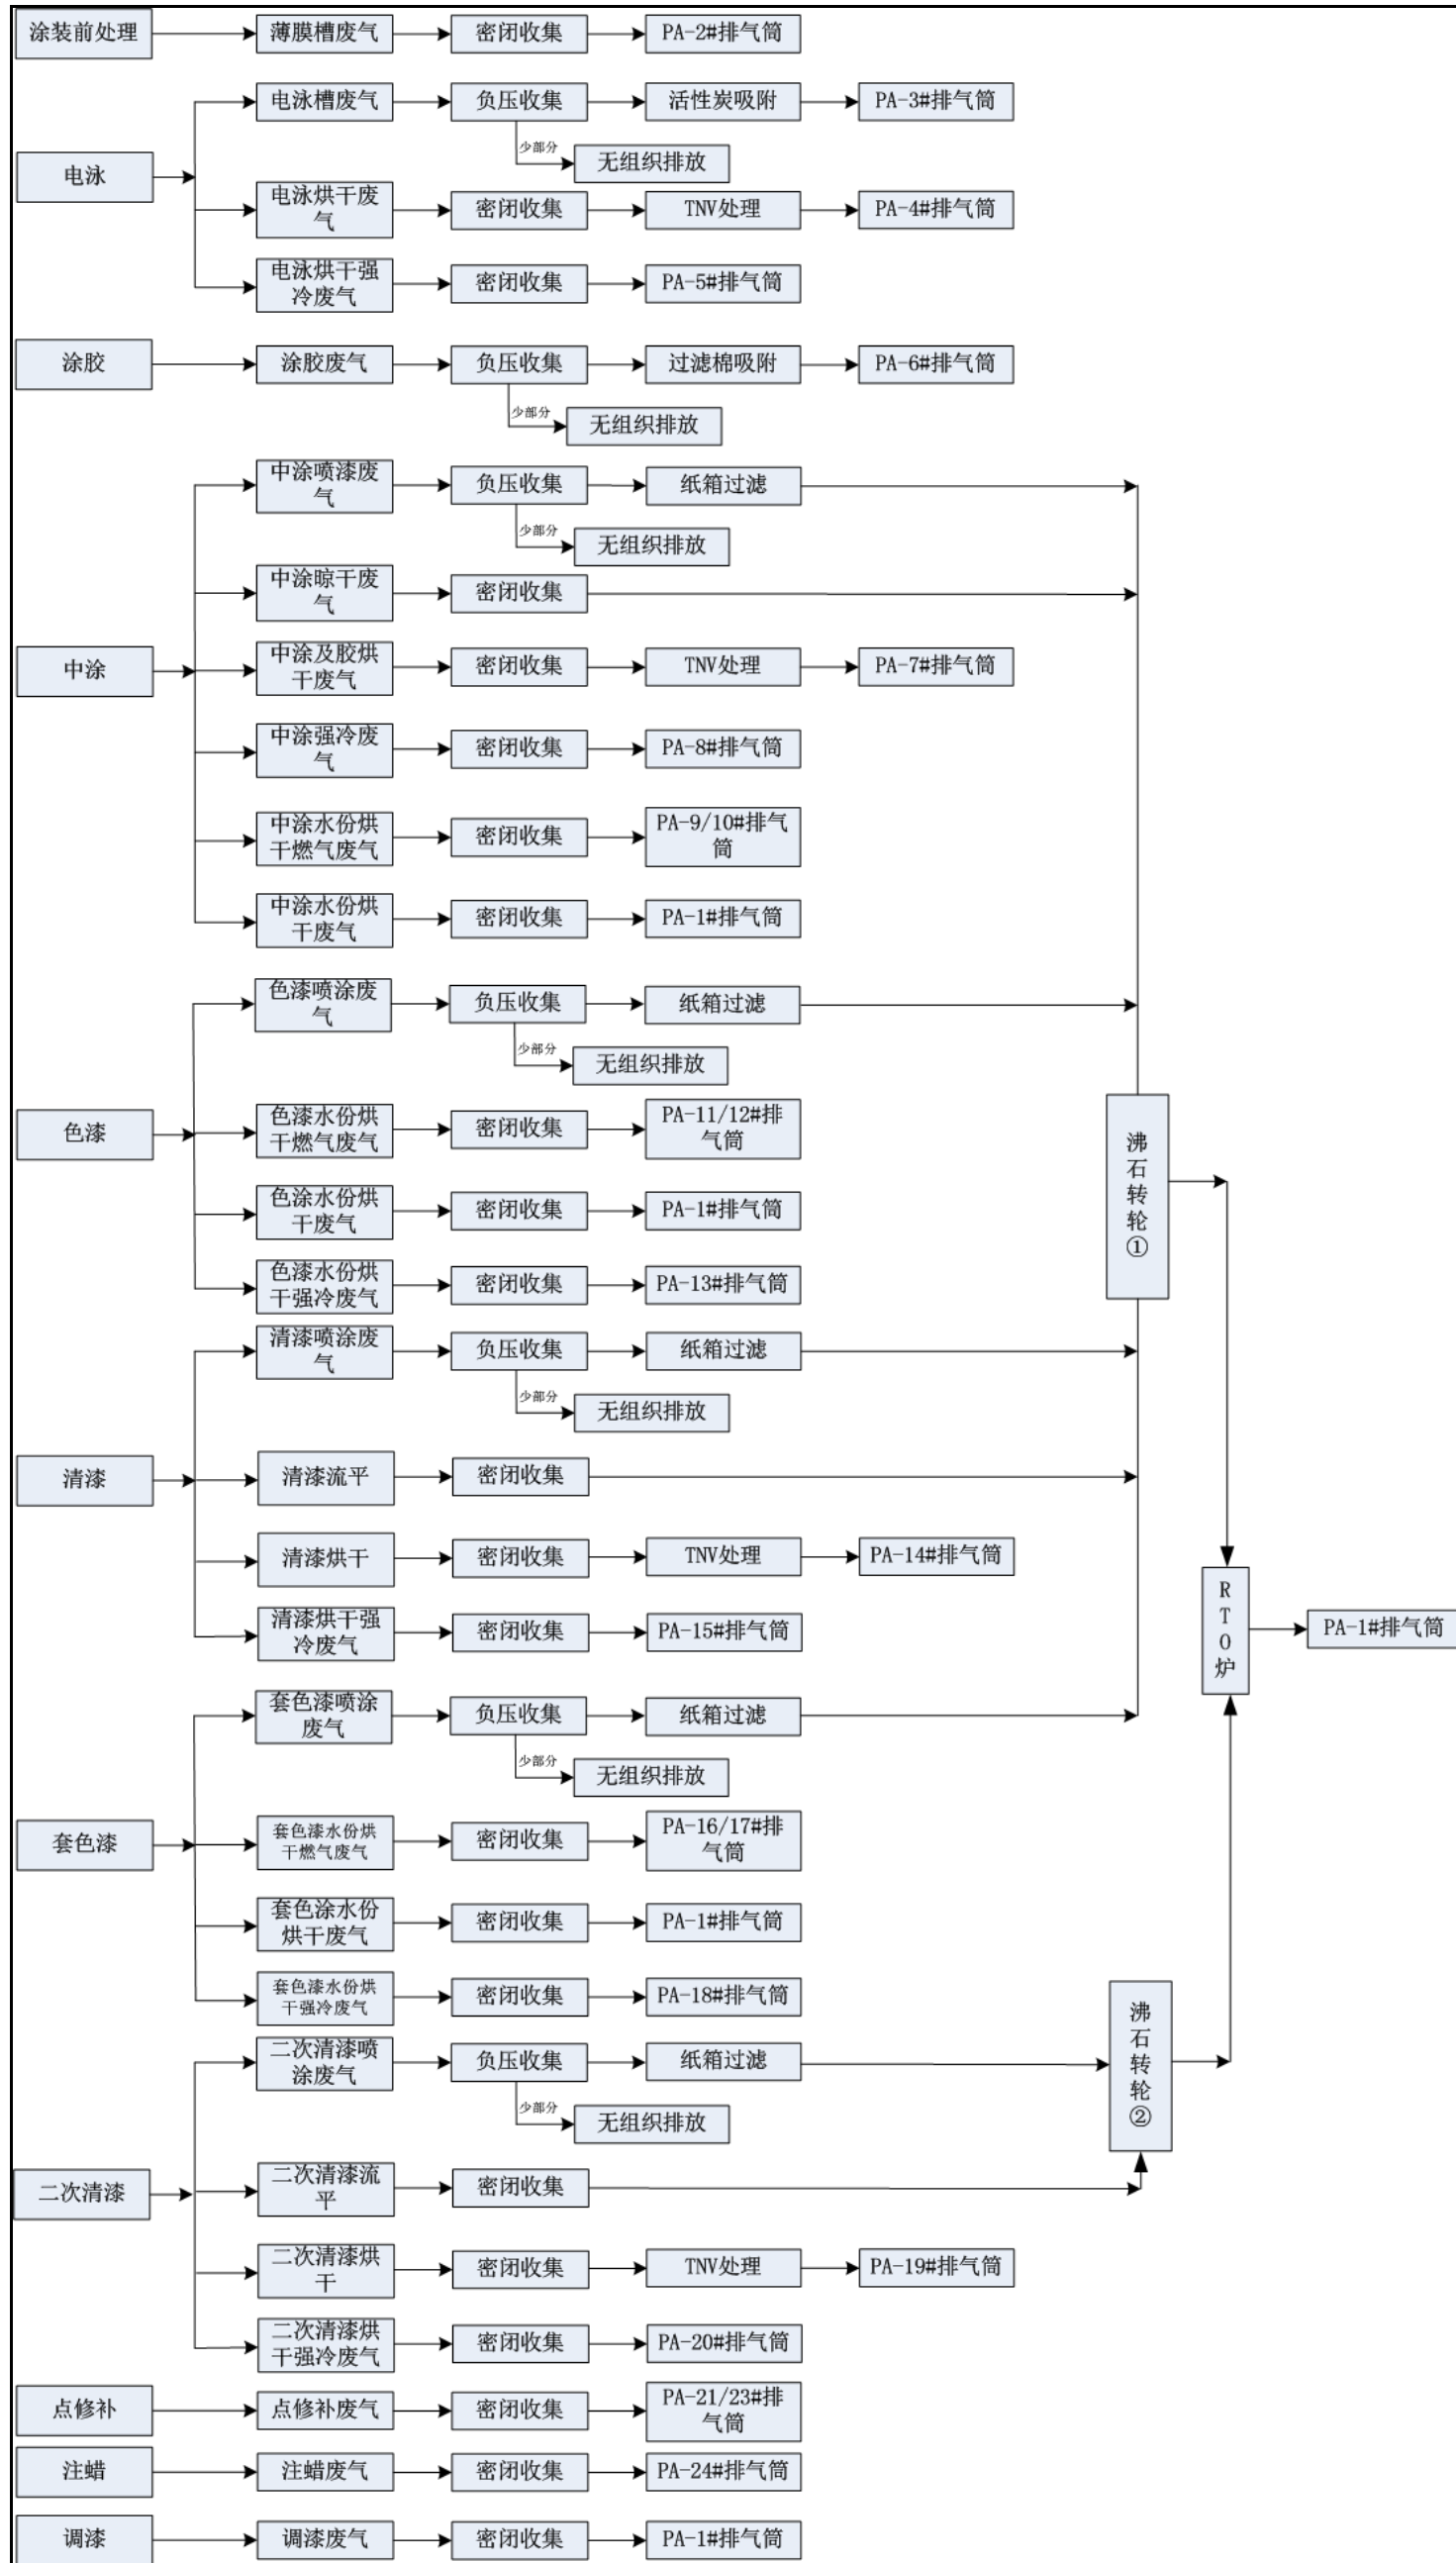 涂装前处理
薄膜槽废气
密闭收集
PA-2#排气筒
电泳
电泳槽废气
负压收集
活性炭吸附
PA-3#排气筒
少部分
无组织排放
电泳烘干废
气
密闭收集
TNV处理
PA-4#排气筒
电泳烘干强
冷废气
密闭收集
PA-5#排气筒
涂胶
涂胶废气
负压收集
过滤棉吸附
PA-6#排气筒
少部分
无组织排放
中涂
中涂喷漆废
气
负压收集
纸箱过滤
少部分
无组织排放
中涂晾干废
气
密闭收集
中涂及胶烘
干废气
密闭收集
TNV处理
PA-7#排气筒
中涂强冷废
气
密闭收集
PA-8#排气筒
中涂水份烘
干燃气废气
密闭收集
PA-9/10#排气
筒
中涂水份烘
干废气
密闭收集
PA-1#排气筒
色漆
色漆喷涂废
气
负压收集
纸箱过滤
少部分
无组织排放
色漆水份烘
干燃气废气
密闭收集
PA-11/12#排
气筒
色涂水份烘
干废气
密闭收集
PA-1#排气筒
色漆水份烘
干强冷废气
密闭收集
PA-13#排气筒
沸
石
转
轮
①
清漆
清漆喷涂废
气
负压收集
纸箱过滤
少部分
无组织排放
清漆流平
密闭收集
清漆烘干
密闭收集
TNV处理
PA-14#排气筒
清漆烘干强
冷废气
密闭收集
PA-15#排气筒
R
T
O
炉
PA-1#排气筒
套色漆
套色漆喷涂
废气
负压收集
纸箱过滤
少部分
无组织排放
套色漆水份烘
干燃气废气
密闭收集
PA-16/17#排
气筒
套色涂水份
烘干废气
密闭收集
PA-1#排气筒
套色漆水份烘
干强冷废气
密闭收集
PA-18#排气筒
沸
石
转
轮
②
二次清漆
二次清漆喷
涂废气
负压收集
纸箱过滤
少部分
无组织排放
二次清漆流
平
密闭收集
二次清漆烘
干
密闭收集
TNV处理
PA-19#排气筒
二次清漆烘
干强冷废气
密闭收集
PA-20#排气筒
点修补
点修补废气
密闭收集
PA-21/23#排
气筒
注蜡
注蜡废气
密闭收集
PA-24#排气筒
调漆
调漆废气
密闭收集
PA-1#排气筒